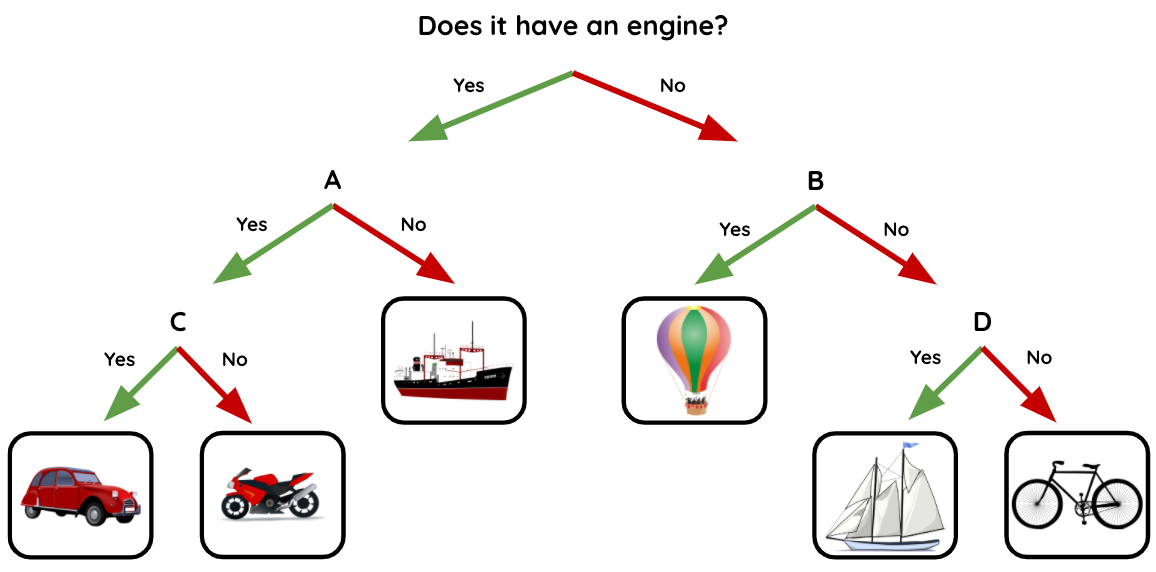 Does it have an engine?
Yes No
A B
Yes No Yes No
C D
Yes No Yes No